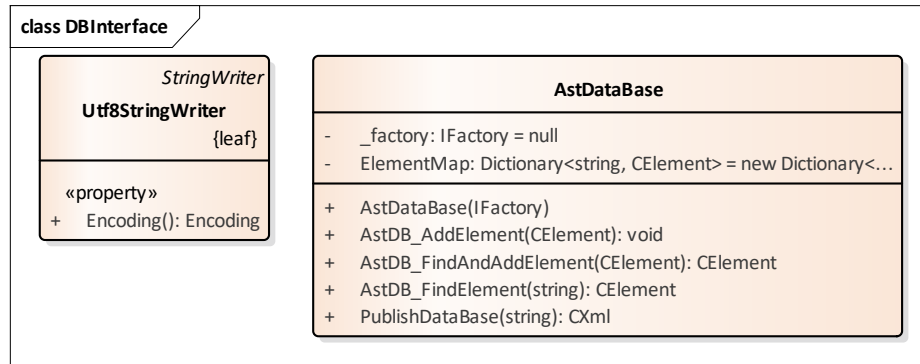 class DBInterface
StringWriter
Utf8StringWriter
{leaf}
«property»
+ Encoding(): Encoding
AstDataBase
- _factory: IFactory = null
- ElementMap: Dictionary<string, CElement> = new Dictionary<...
+ AstDataBase(IFactory)
+ AstDB_AddElement(CElement): void
+ AstDB_FindAndAddElement(CElement): CElement
+ AstDB_FindElement(string): CElement
+ PublishDataBase(string): CXml